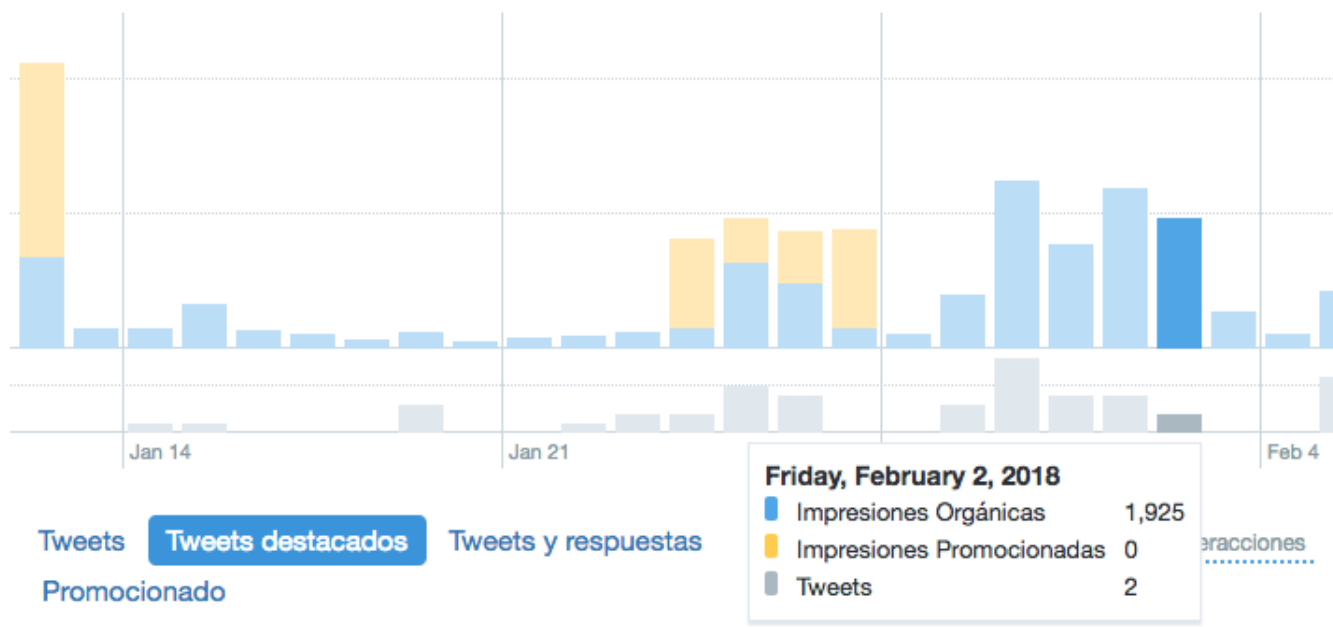 Jan 14
Jan 21
Feb 4
Friday, February 2, 2018
Impresiones Orgánicas 1,925
Impresiones Promocionadas 0
Tweets 2
Tweets Tweets destacados Tweets y respuestas eracciones
Promocionado